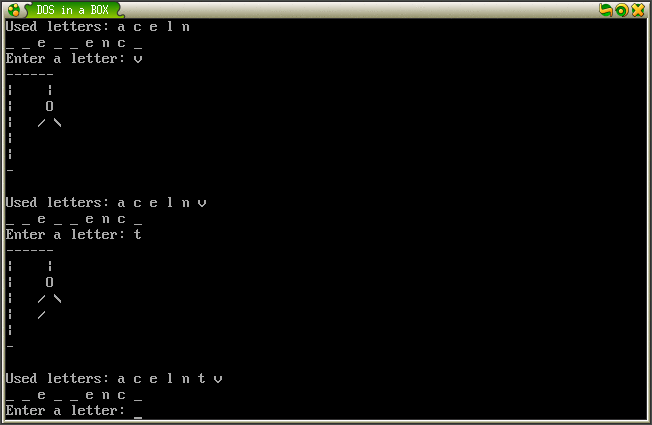 DOS in a BOX
Used letters: a c e l n
_ _ e _ _ e n c _
Enter a letter: v
------
¦    ¦
¦    O
¦   / \
¦
¦
-
Used letters: a c e l n v
_ _ e _ _ e n c _
Enter a letter: t
------
¦    ¦
¦    O
¦   / \
¦   /
¦
-
Used letters: a c e l n t v
_ _ e _ _ e n c _
Enter a letter: _